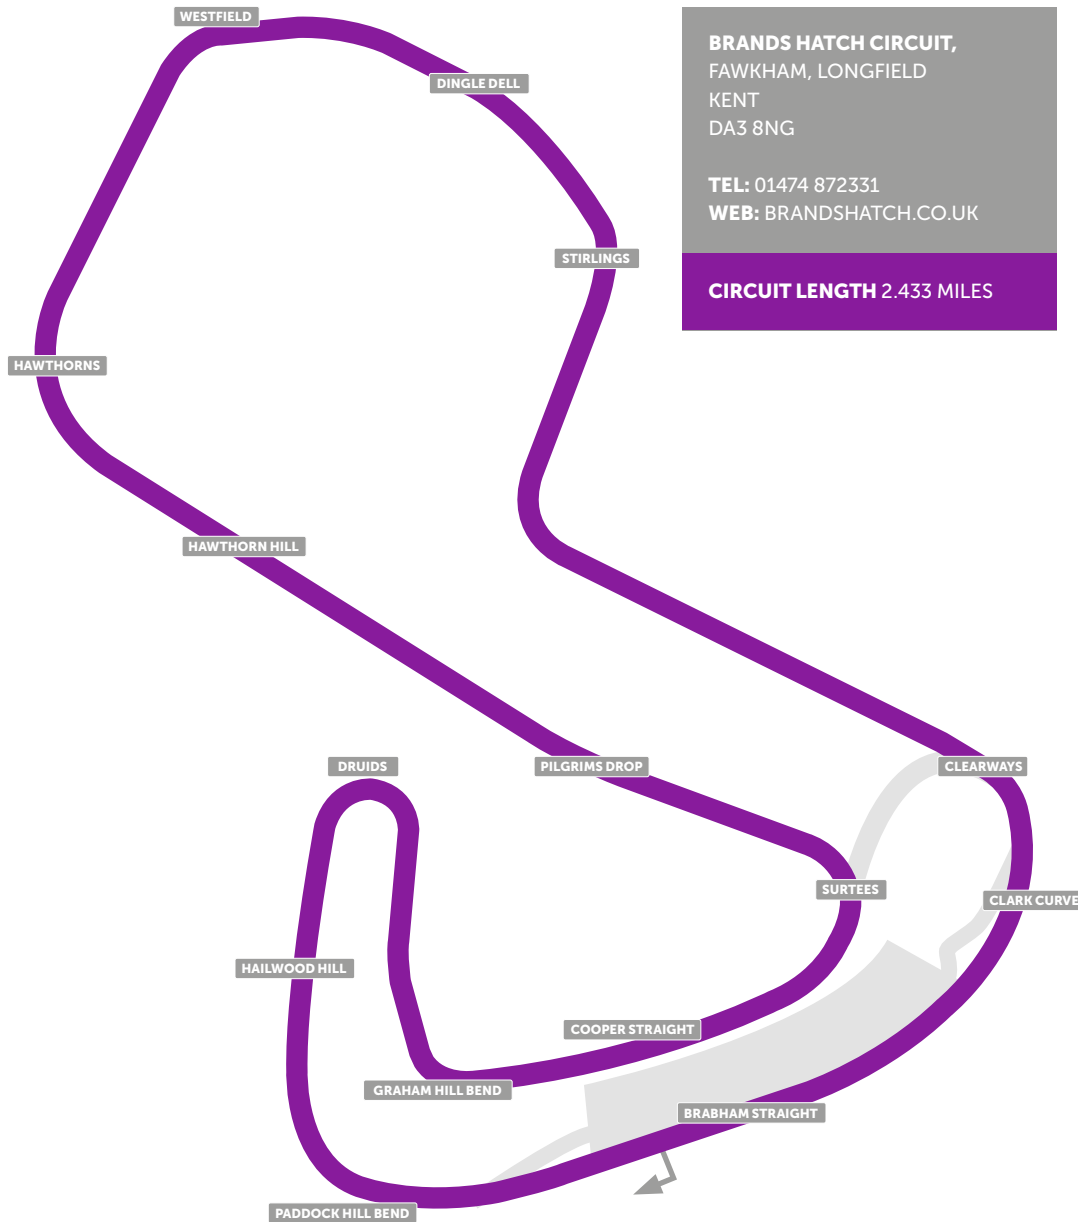 WESTFIELD
BRANDS HATCH CIRCUIT,
FAWKHAM, LONGFIELD
KENT
DA3 8NG
TEL: 01474 872331
WEB: BRANDSHATCH.CO.UK
CIRCUIT LENGTH 2.433 MILES
DINGLE DELL
STIRLINGS
HAWTHORNS
HAWTHORN HILL
DRUIDS
PILGRIMS DROP
CLEARWAYS
SURTEES
CLARK CURVE
HAILWOOD HILL
COOPER STRAIGHT
GRAHAM HILL BEND
BRABHAM STRAIGHT
PADDOCK HILL BEND